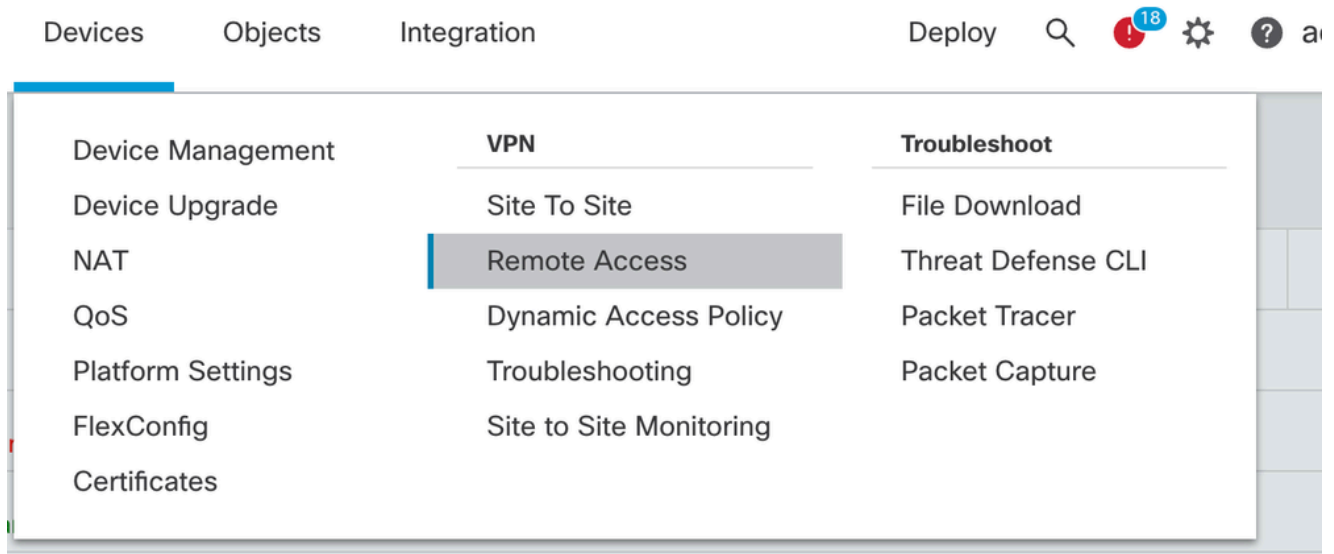 Devices Objects Integration Deploy 18 ad
Device Management
Device Upgrade
NAT
QoS
Platform Settings
FlexConfig
Certificates
VPN
Site To Site
Remote Access
Dynamic Access Policy
Troubleshooting
Site to Site Monitoring
Troubleshoot
File Download
Threat Defense CLI
Packet Tracer
Packet Capture